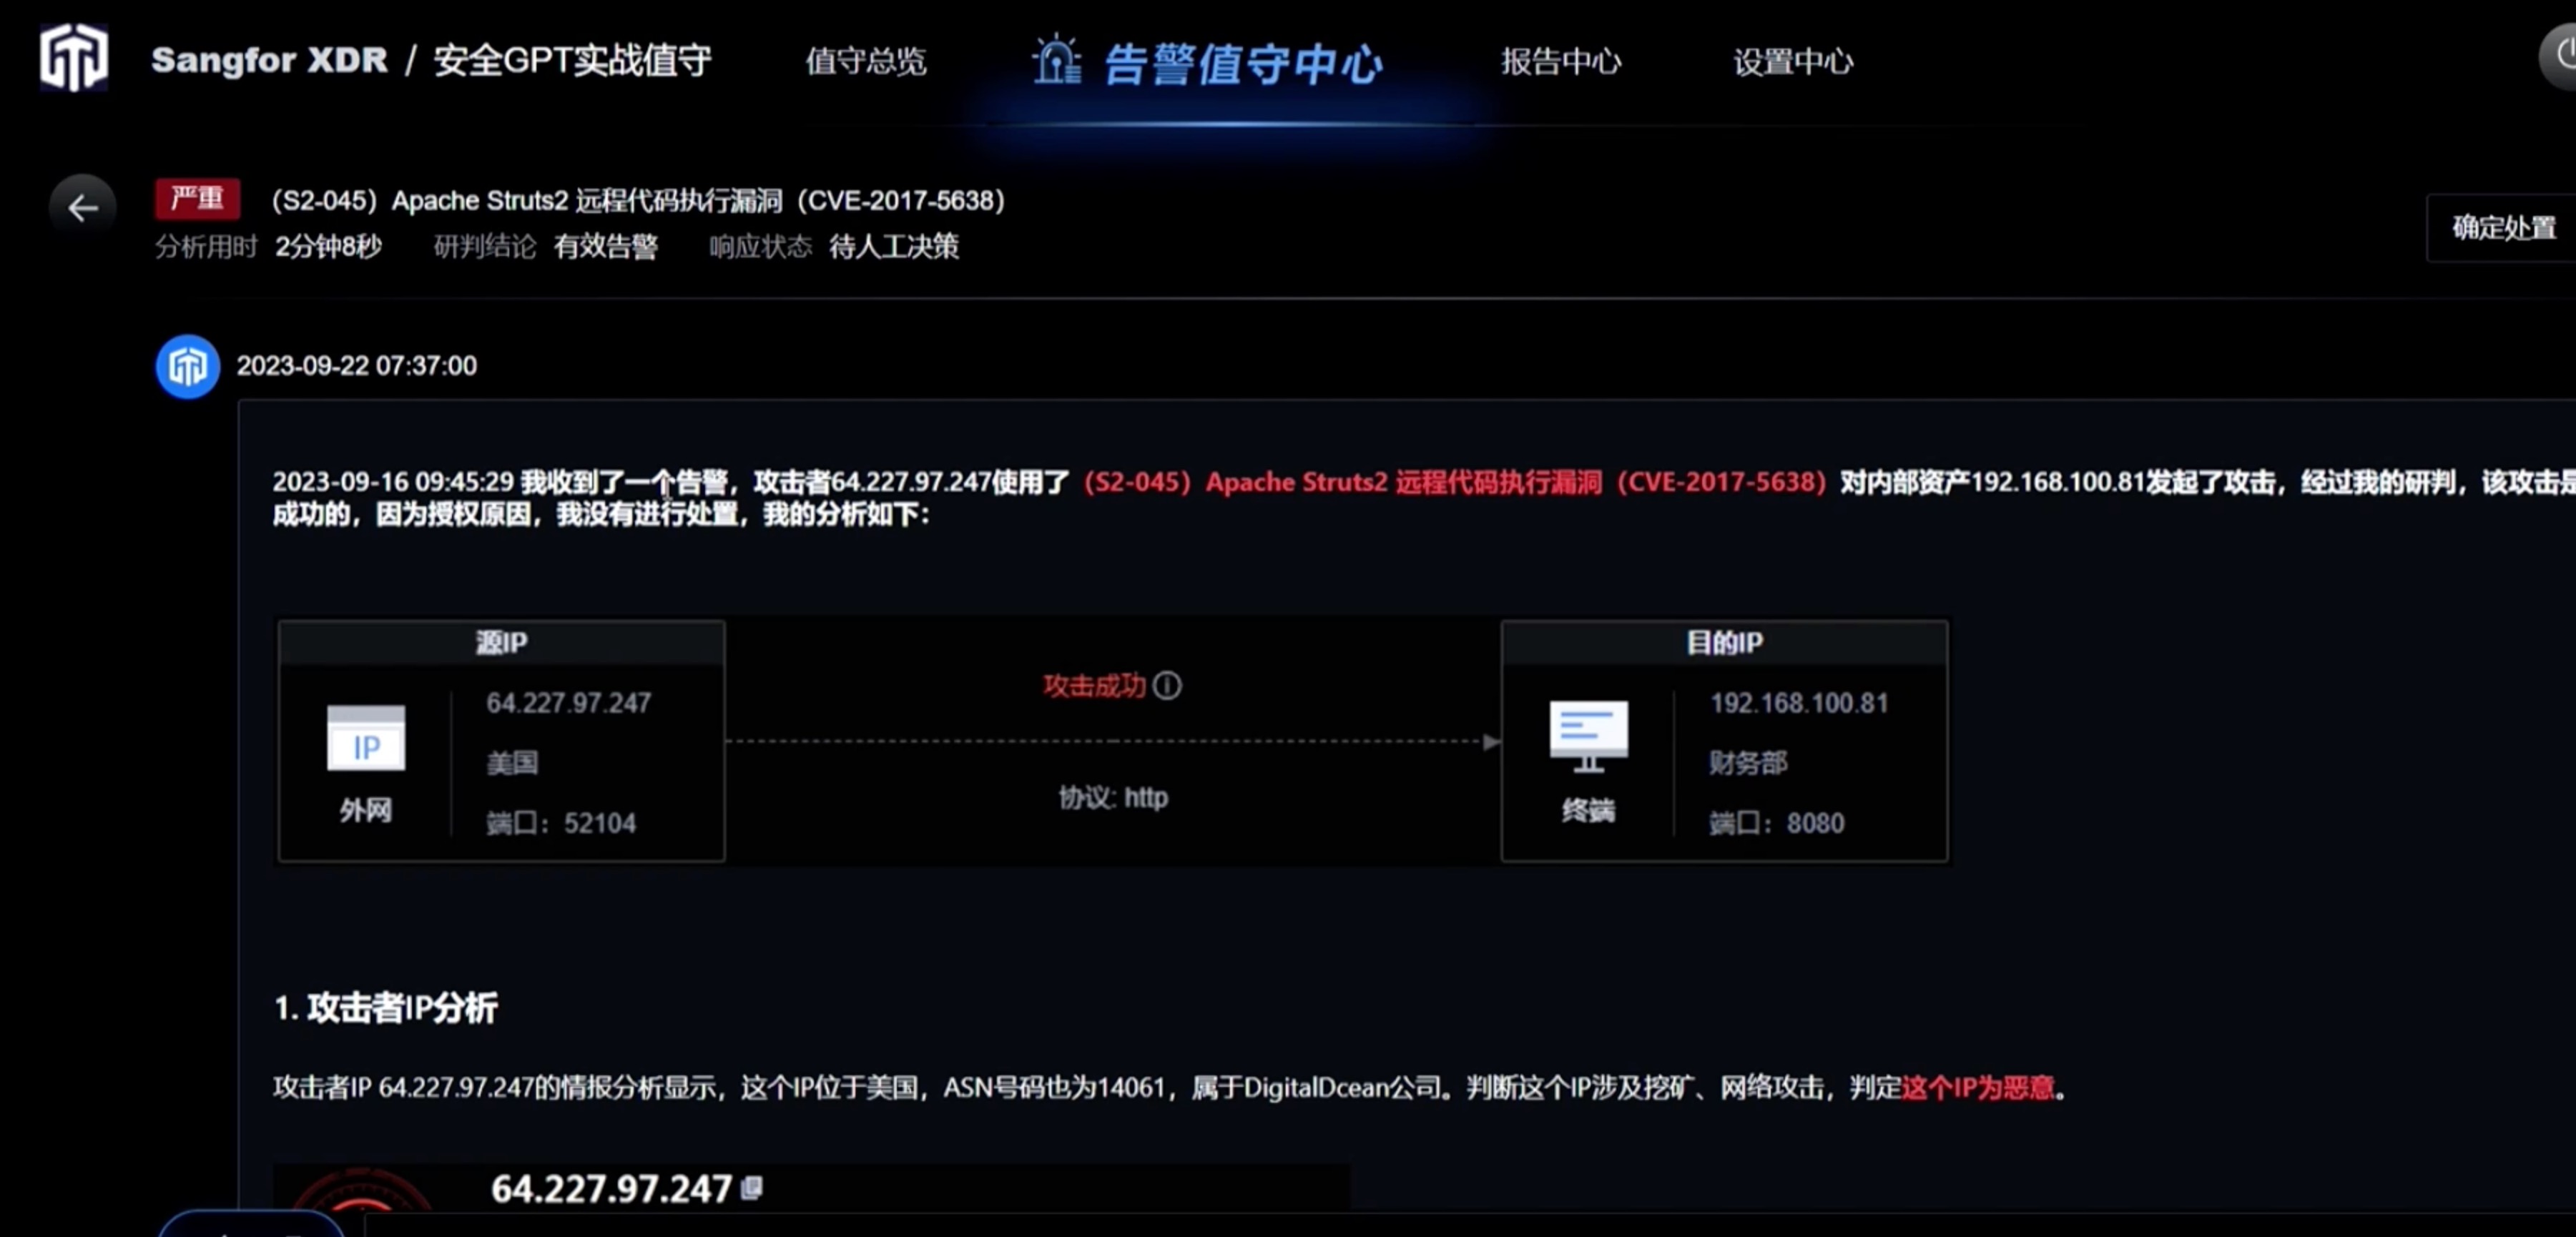 Sangfor XDR / 安全GPT实战值守
值守总览
告警值守中心
报告中心
设置中心
严重 (S2-045) Apache Struts2 远程代码执行漏洞 (CVE-2017-5638)
分析用时 2分钟8秒 研判结论 有效告警 响应状态 待人工决策
确定处置
2023-09-22 07:37:00
2023-09-16 09:45:29 我收到了一个告警，攻击者64.227.97.247使用了（S2-045）Apache Struts2 远程代码执行漏洞（CVE-2017-5638）对内部资产192.168.100.81发起了攻击，经过我的研判，该攻击是
成功的，因为授权原因，我没有进行处置，我的分析如下：
源IP
IP
外网
64.227.97.247
美国
端口：52104
攻击成功
协议: http
目的IP
终端
192.168.100.81
财务部
端口：8080
1. 攻击者IP分析
攻击者IP 64.227.97.247的情报分析显示，这个IP位于美国，ASN号码也为14061，属于DigitalDcean公司。判断这个IP涉及挖矿、网络攻击，判定这个IP为恶意。
64.227.97.247